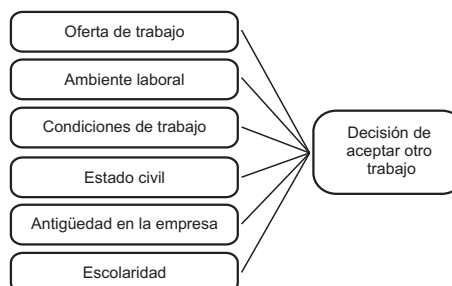 Oferta de trabajo
Ambiente laboral
Condiciones de trabajo
Estado civil
Antigüedad en la empresa
Escolaridad
Decisión de
aceptar otro
trabajo